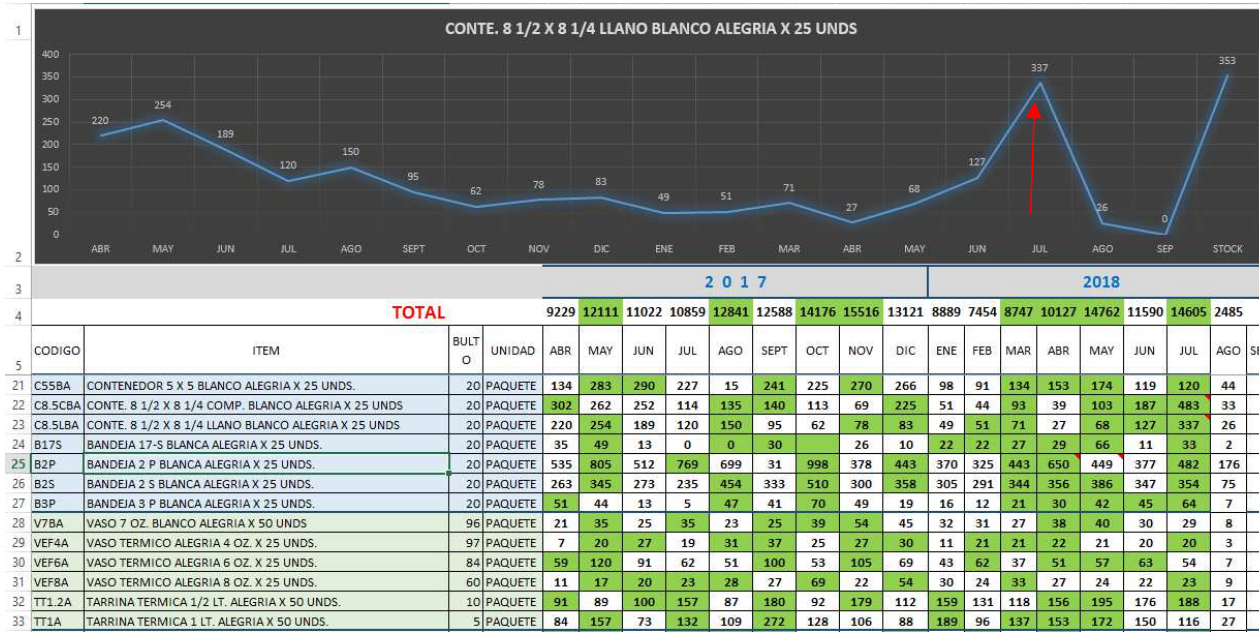 1
CONTE. 8 1/2 X 8 1/4 LLANO BLANCO ALEGRIA X 25 UNDS
400
350
300
250
200
150
100
50
0
220 254 189 120 150 95 62 78 83 49 51 71 27 68 127 337 26 0 353
ABR MAY JUN JUL AGO SEPT OCT NOV DIC ENE FEB MAR ABR MAY JUN JUL AGO SEP STOCK
2
3 2 0 1 7 2018
4 TOTAL 9229 12111 11022 10859 12841 12588 14176 15516 13121 8889 7454 8747 10127 14762 11590 14605 2485
5 CODIGO ITEM BULTO UNIDAD ABR MAY JUN JUL AGO SEPT OCT NOV DIC ENE FEB MAR ABR MAY JUN JUL AGO SE
21 C55BA CONTENEDOR 5 X 5 BLANCO ALEGRIA X 25 UNDS. 20 PAQUETE 134 283 290 227 15 241 225 270 266 98 91 134 153 174 119 120 44
22 C8.5CBA CONTE. 8 1/2 X 8 1/4 COMP. BLANCO ALEGRIA X 25 UNDS 20 PAQUETE 302 262 252 114 135 140 113 69 225 51 44 93 39 103 187 483 33
23 C8.5LBA CONTE. 8 1/2 X 8 1/4 LLANO BLANCO ALEGRIA X 25 UNDS 20 PAQUETE 220 254 189 120 150 95 62 78 83 49 51 71 27 68 127 337 26
24 B17S BANDEJA 17-S BLANCA ALEGRIA X 25 UNDS. 20 PAQUETE 35 49 13 0 0 30 26 10 22 22 27 29 66 11 33 2
25 B2P BANDEJA 2 P BLANCA ALEGRIA X 25 UNDS. 20 PAQUETE 535 805 512 769 699 31 998 378 443 370 325 443 650 449 377 482 176
26 B2S BANDEJA 2 S BLANCA ALEGRIA X 25 UNDS. 20 PAQUETE 263 345 273 235 454 333 510 300 358 305 291 344 356 386 347 354 75
27 B3P BANDEJA 3 P BLANCA ALEGRIA X 25 UNDS. 20 PAQUETE 51 44 13 5 47 41 70 49 19 16 12 21 30 42 45 64 7
28 V7BA VASO 7 OZ. BLANCO ALEGRIA X 50 UNDS 96 PAQUETE 21 35 25 35 23 25 39 54 45 32 31 27 38 40 30 29 8
29 VEF4A VASO TERMICO ALEGRIA 4 OZ. X 25 UNDS. 97 PAQUETE 7 20 27 19 31 37 25 27 30 11 21 21 22 21 20 20 3
30 VEF6A VASO TERMICO ALEGRIA 6 OZ. X 25 UNDS. 84 PAQUETE 59 120 91 62 51 100 53 105 69 43 62 37 51 57 63 54 7
31 VEF8A VASO TERMICO ALEGRIA 8 OZ. X 25 UNDS. 60 PAQUETE 11 17 20 23 28 27 69 22 54 30 24 33 27 24 22 23 9
32 TT1.2A TARRINA TERMICA 1/2 LT. ALEGRIA X 50 UNDS. 10 PAQUETE 91 89 100 157 87 180 92 179 112 159 131 118 156 195 176 188 17
33 TT1A TARRINA TERMICA 1 LT. ALEGRIA X 50 UNDS. 5 PAQUETE 84 157 73 132 109 272 128 106 88 189 96 137 153 172 150 116 27